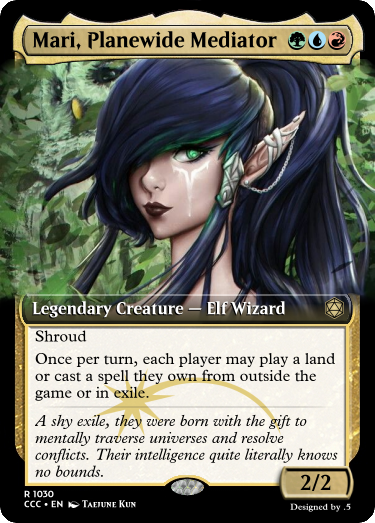 Mari, Planewide Mediator
Legendary Creature — Elf Wizard
Shroud
Once per turn, each player may play a land
or cast a spell they own from outside the
game or in exile.
A shy exile, they were born with the gift to
mentally traverse universes and resolve
conflicts. Their intelligence quite literally knows
no bounds.
2/2
R 1030
CCC • EN Taejune Kun
Designed by .5